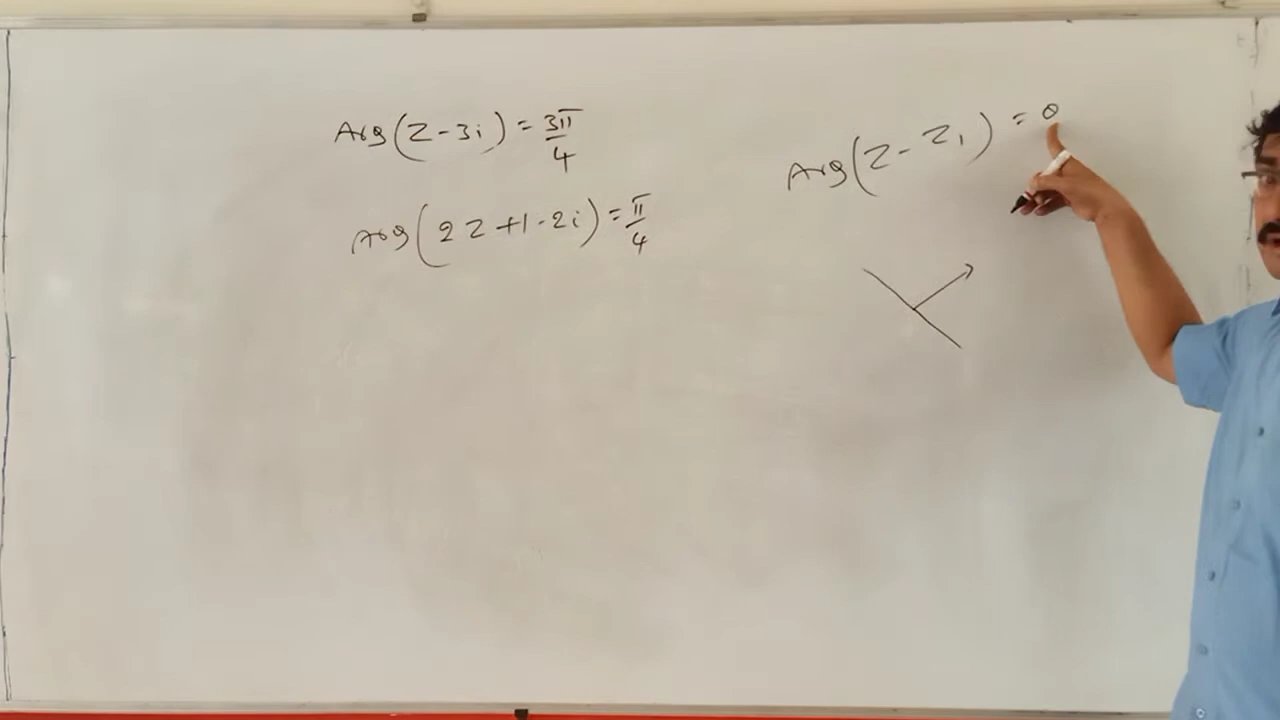 Arg(z-3i) = 3π/4
Arg(2z+1-2i) = π/4
Arg(z-z₁) = θ